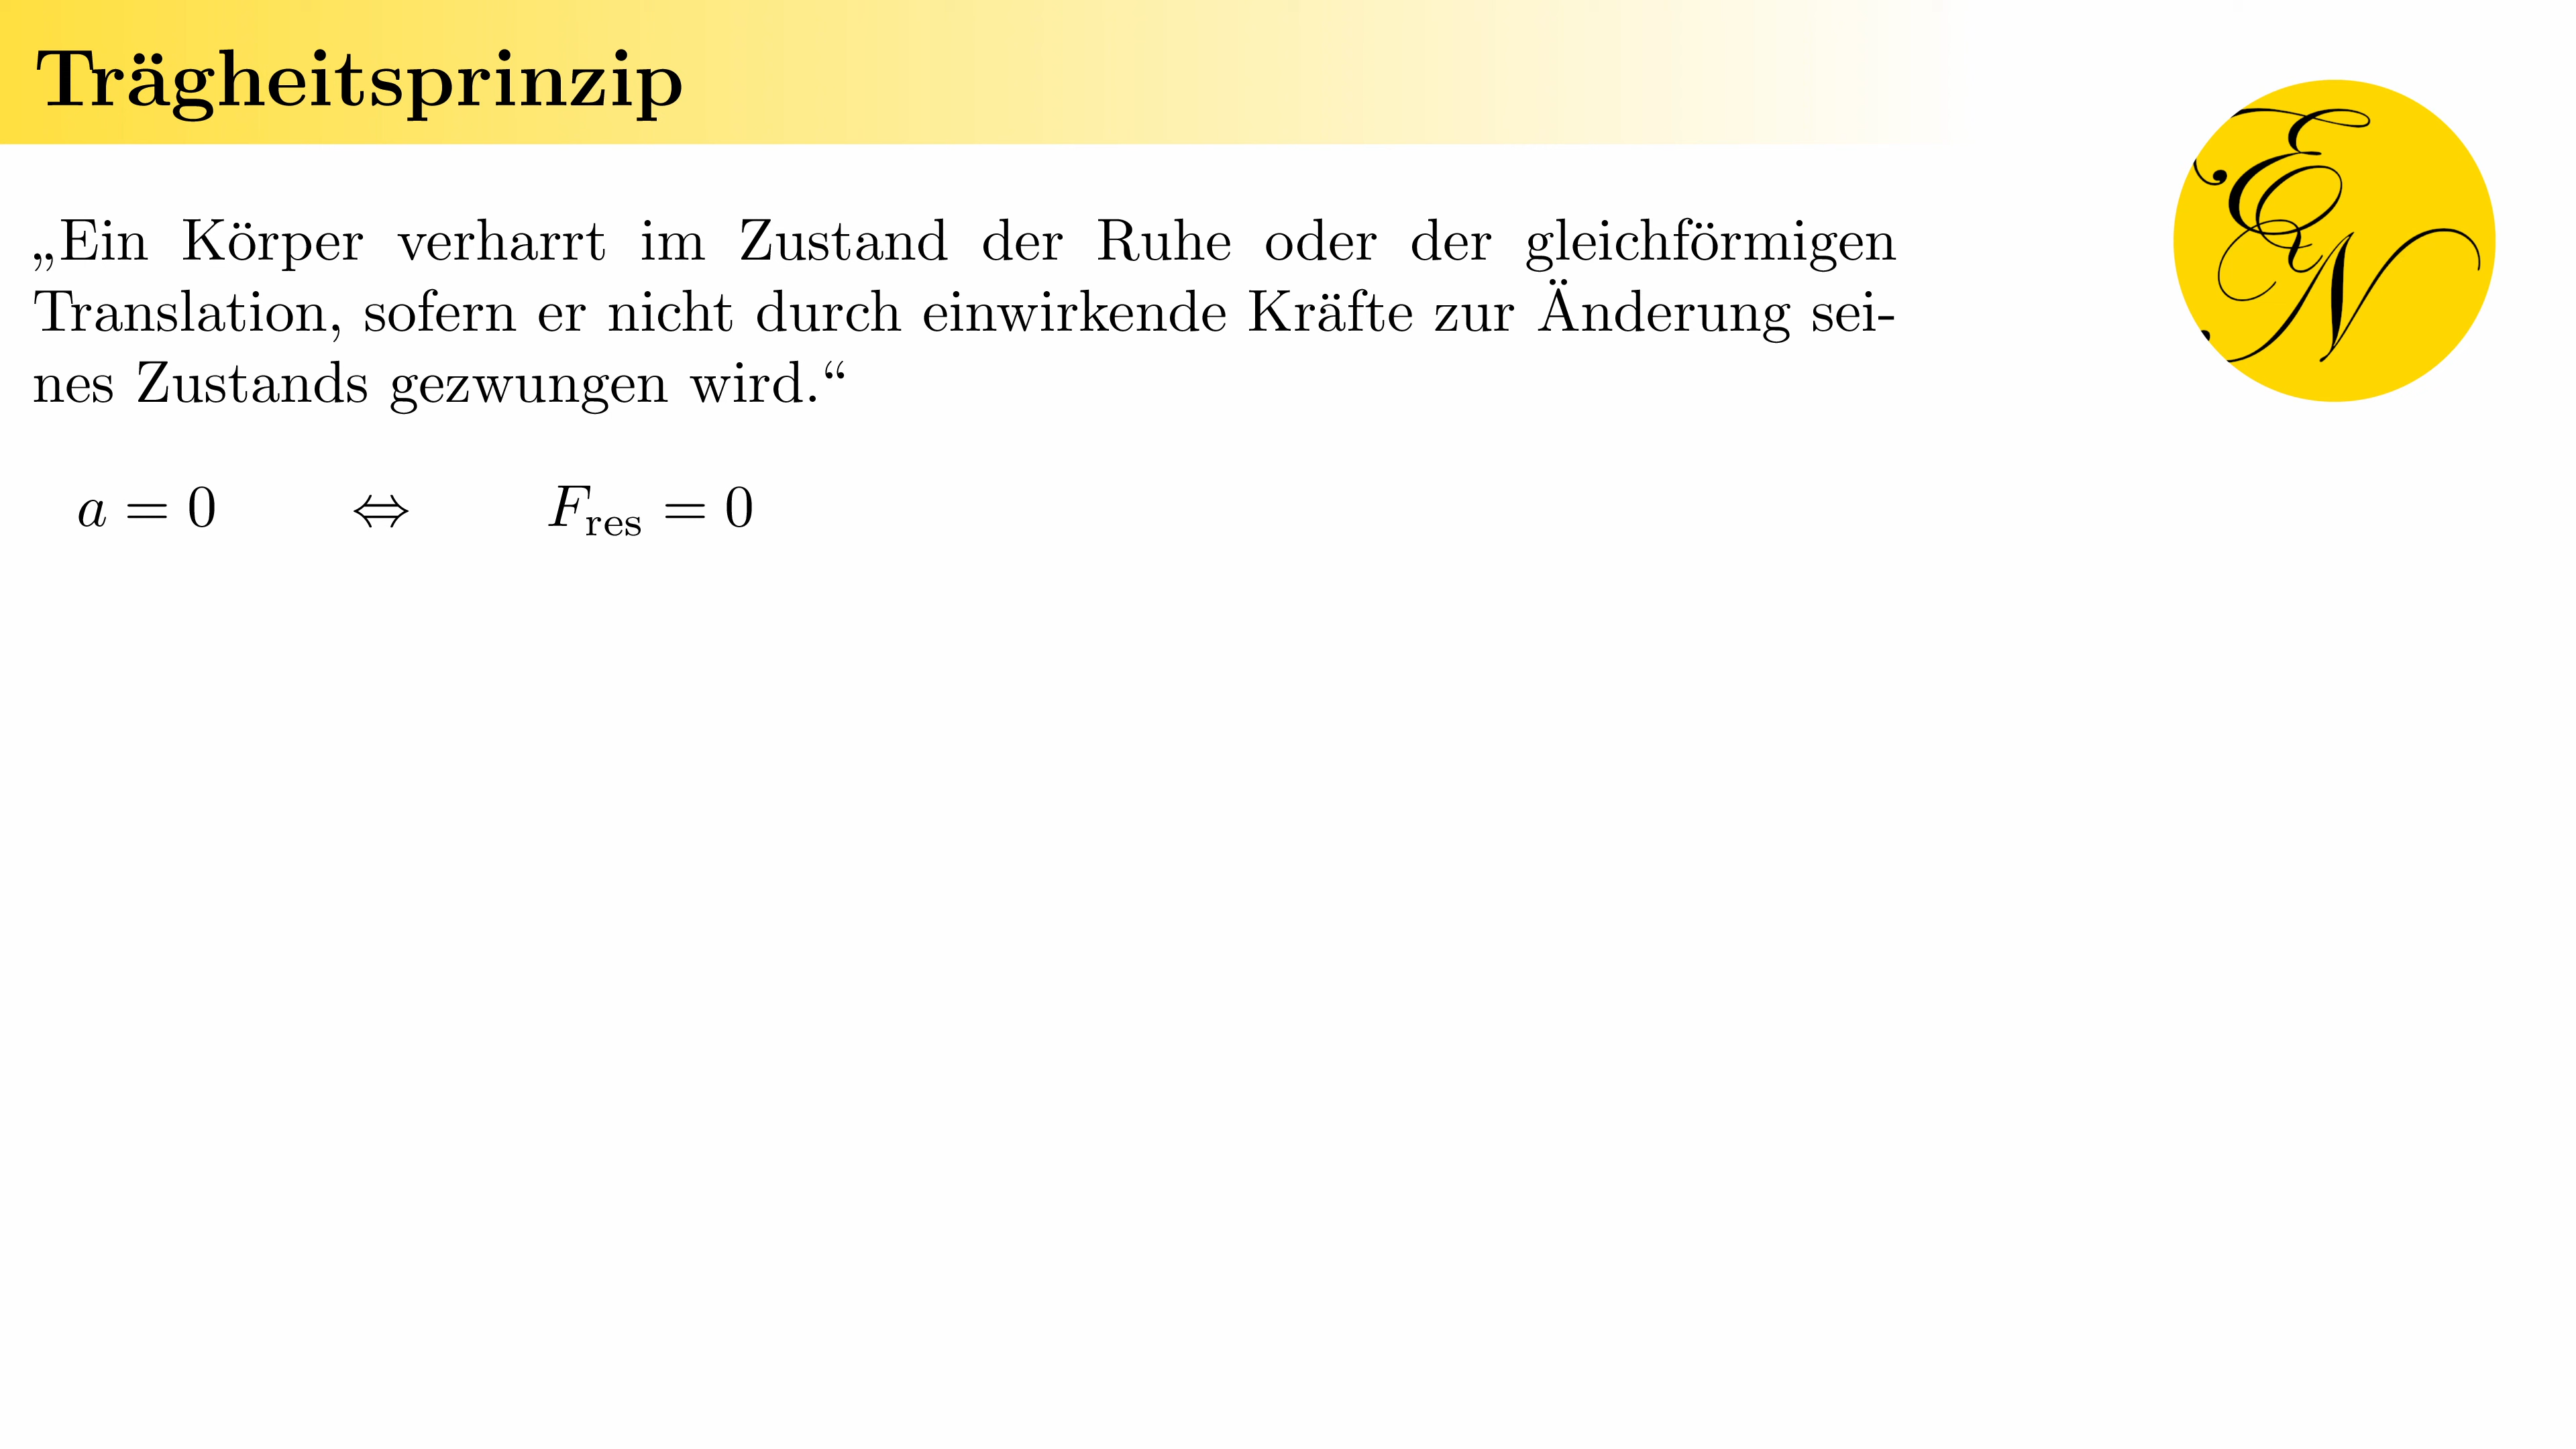 Trägheitsprinzip
„Ein Körper verharrt im Zustand der Ruhe oder der gleichförmigen
Translation, sofern er nicht durch einwirkende Kräfte zur Änderung sei-
nes Zustands gezwungen wird.“
a = 0 ⇔ F_res = 0